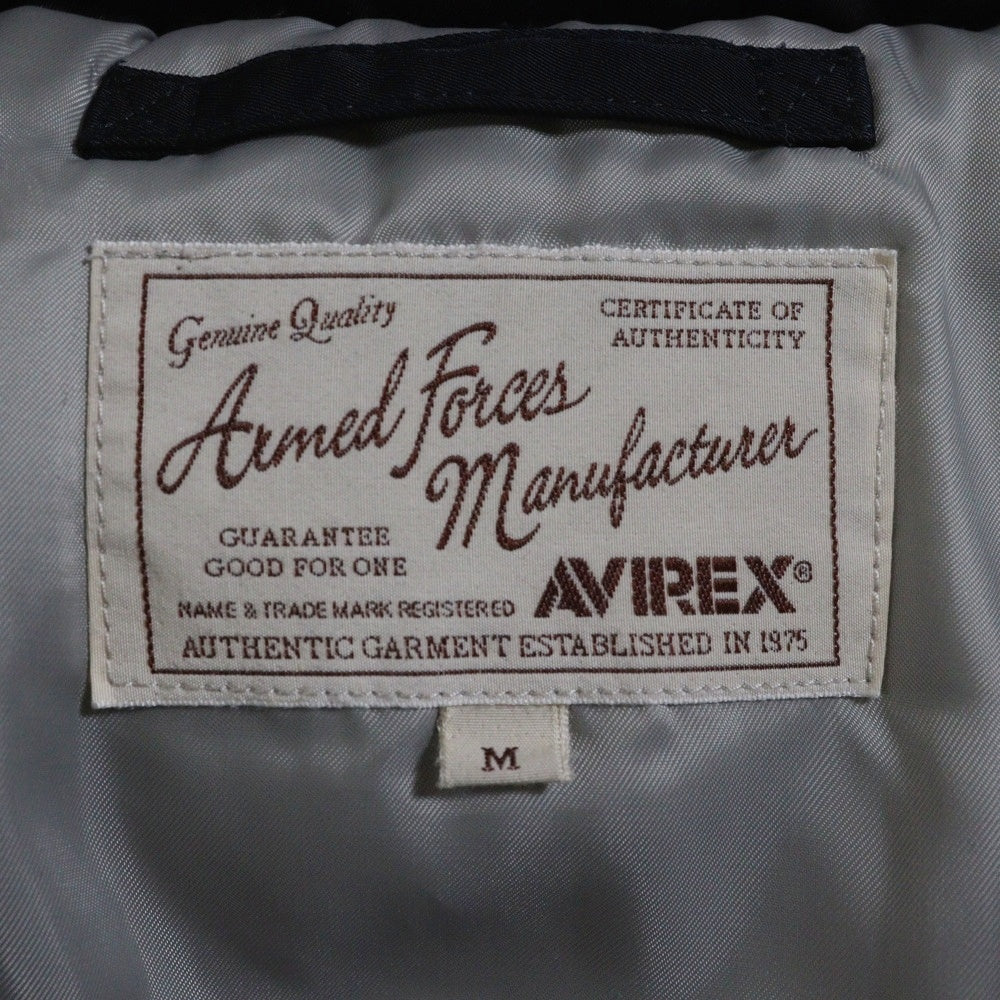 Genuine Quality
CERTIFICATE OF
AUTHENTICITY
Armed Forces
Manufacturer
GUARANTEE
GOOD FOR ONE
NAME & TRADE MARK REGISTERED
AVIREX®
AUTHENTIC GARMENT ESTABLISHED IN 1975
M